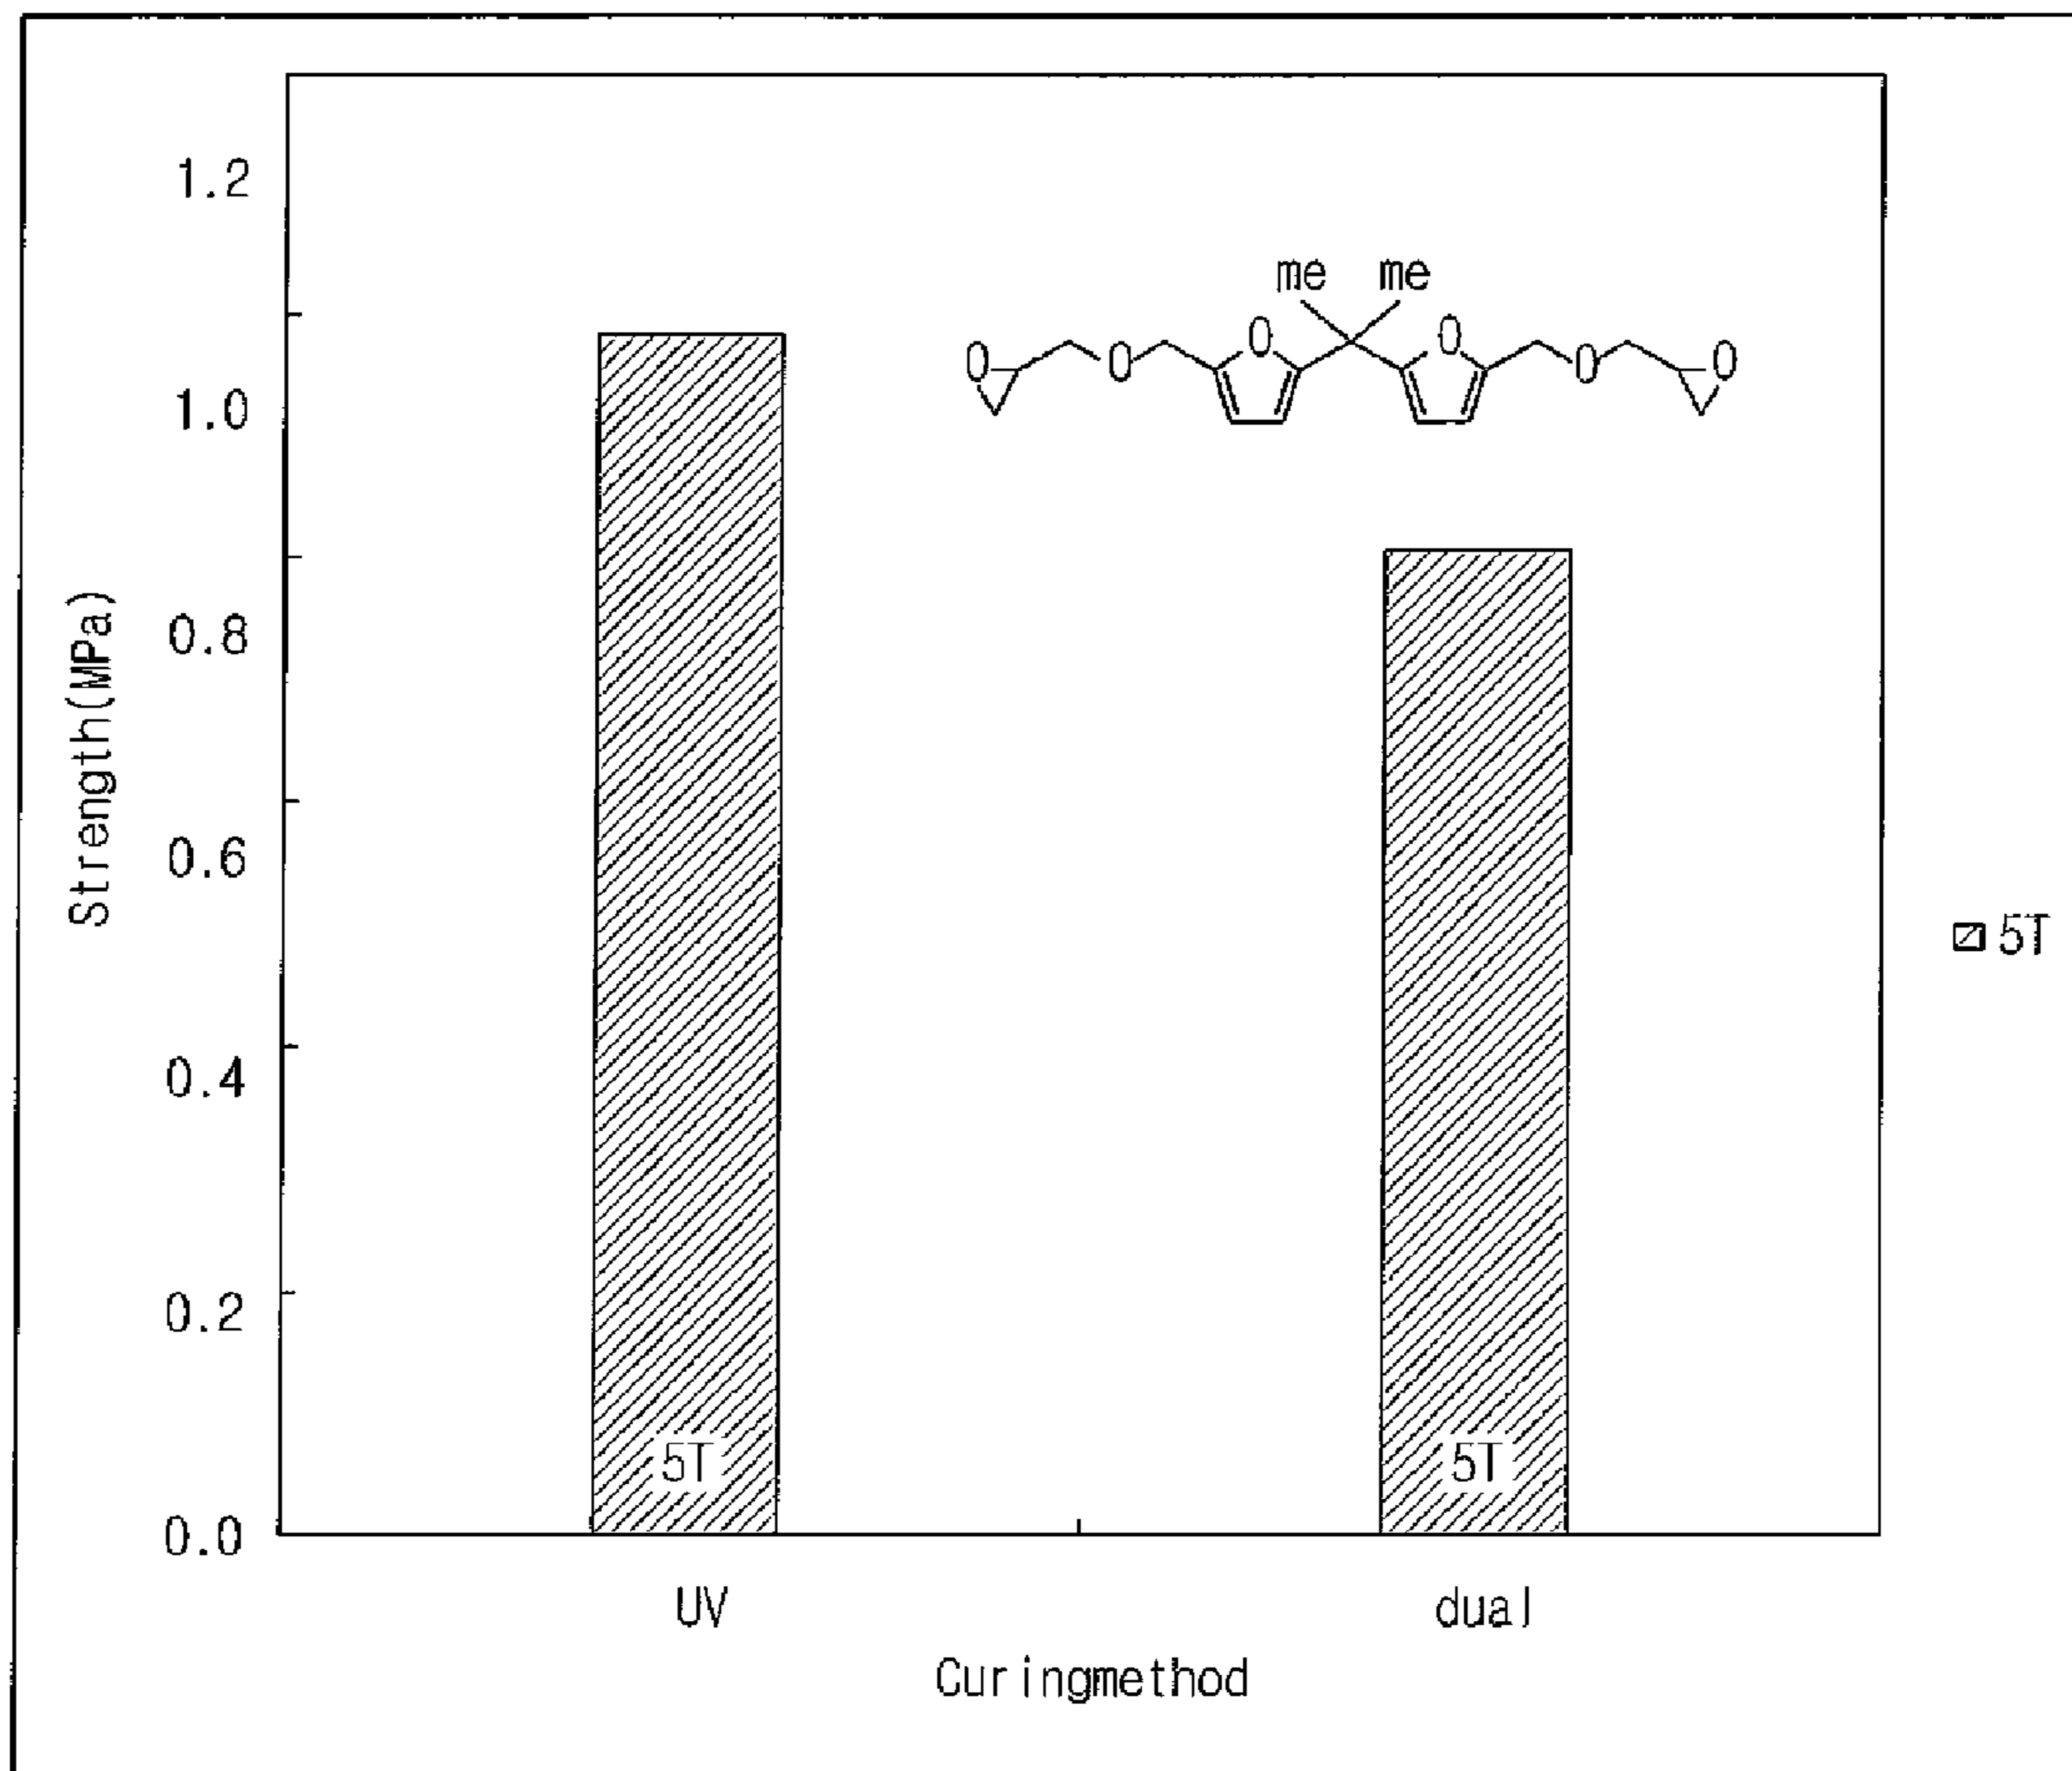 1.2
1.0
0.8
0.6
0.4
0.2
0.0
Strength(MPa)
me me
O O O O O O
5T
5T
5T
UV dual
Curingmethod